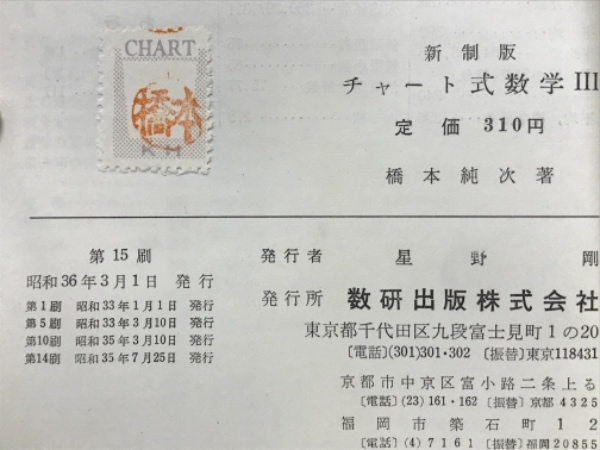 CHART
橋本
K H
新制版
チャート式数学III
定価 310円
橋本純次著
第15刷
昭和36年3月1日 発行
第1刷 昭和33年1月1日 発行
第5刷 昭和33年3月10日 発行
第10刷 昭和35年3月10日 発行
第14刷 昭和35年7月25日 発行
発行者 星野剛
発行所 数研出版株式会社
東京都千代田区九段富士見町1の20
〔電話〕(301)301・302 〔振替〕東京118431
京都市中京区富小路二条上る
〔電話〕(23)161・162 〔振替〕京都4325
福岡市築石町12
〔電話〕(4)7161 〔振替〕福岡20855